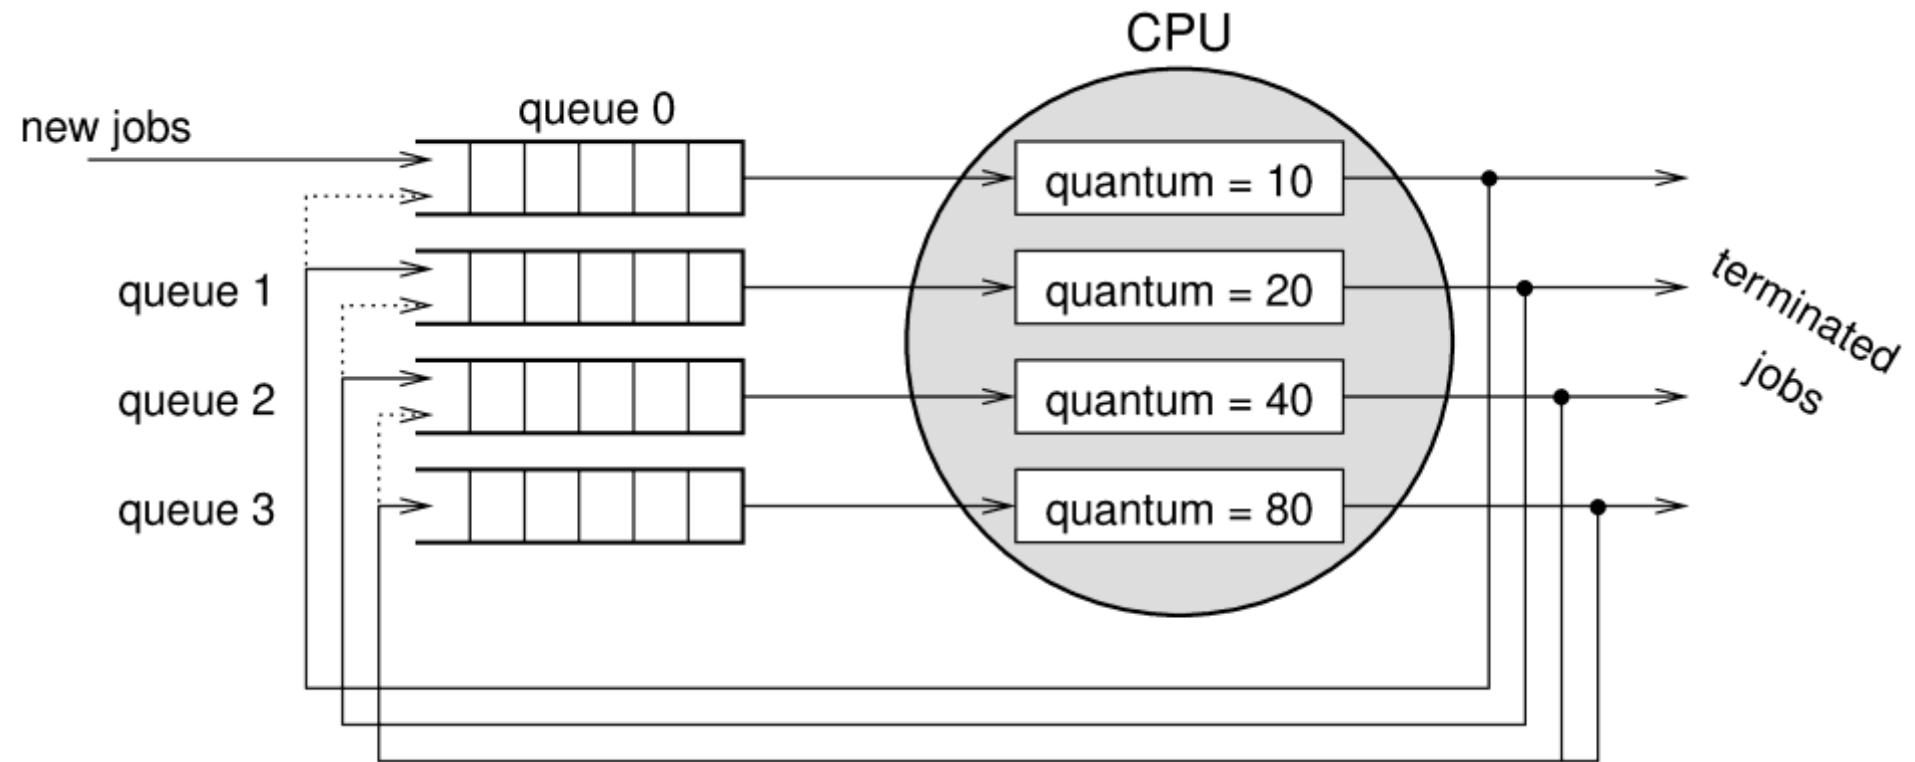 CPU
new jobs
queue 0
quantum = 10
queue 1
quantum = 20
queue 2
quantum = 40
queue 3
quantum = 80
terminated
jobs